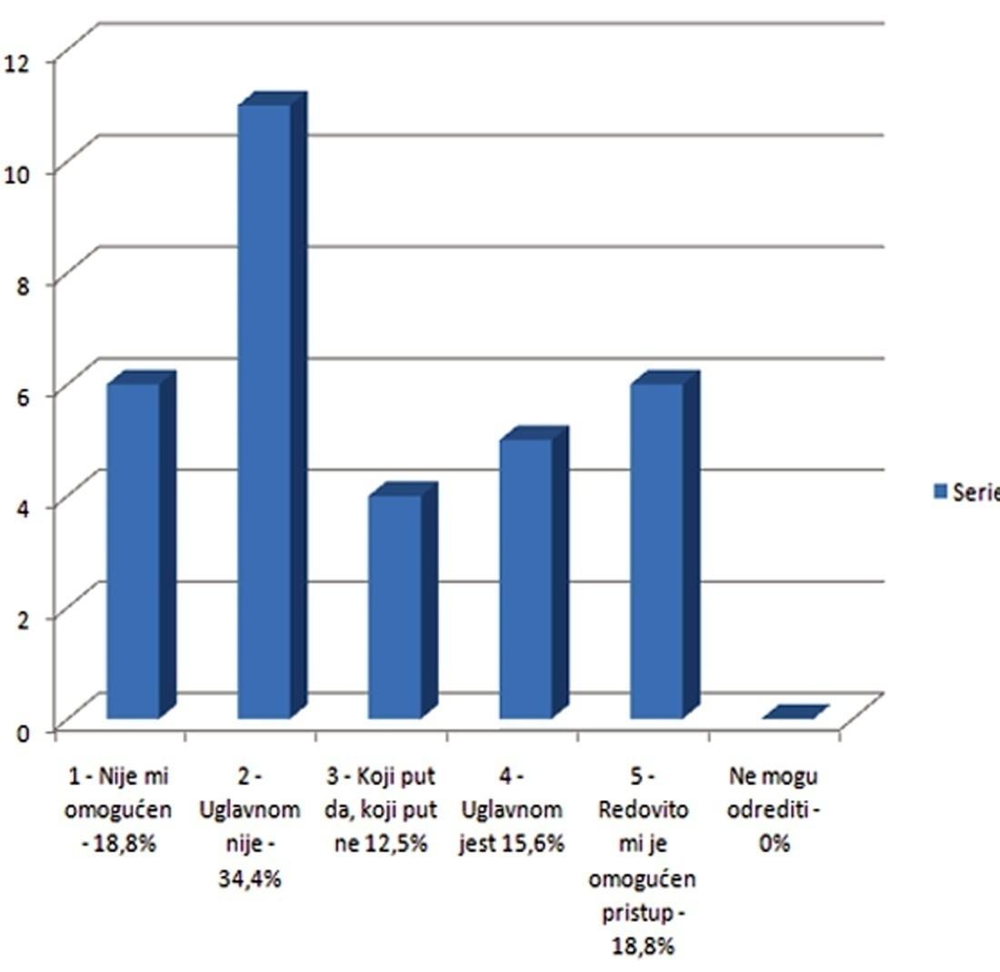 12
10
8
6
4
2
0
1 - Nije mi
omogućen
- 18,8%
2 -
Uglavnom
nije -
34,4%
3 - Koji put
da, koji put
ne 12,5%
4 -
Uglavnom
jest 15,6%
5 -
Redovito
mi je
omogućen
pristup -
18,8%
Ne mogu
odrediti -
0%
Serie